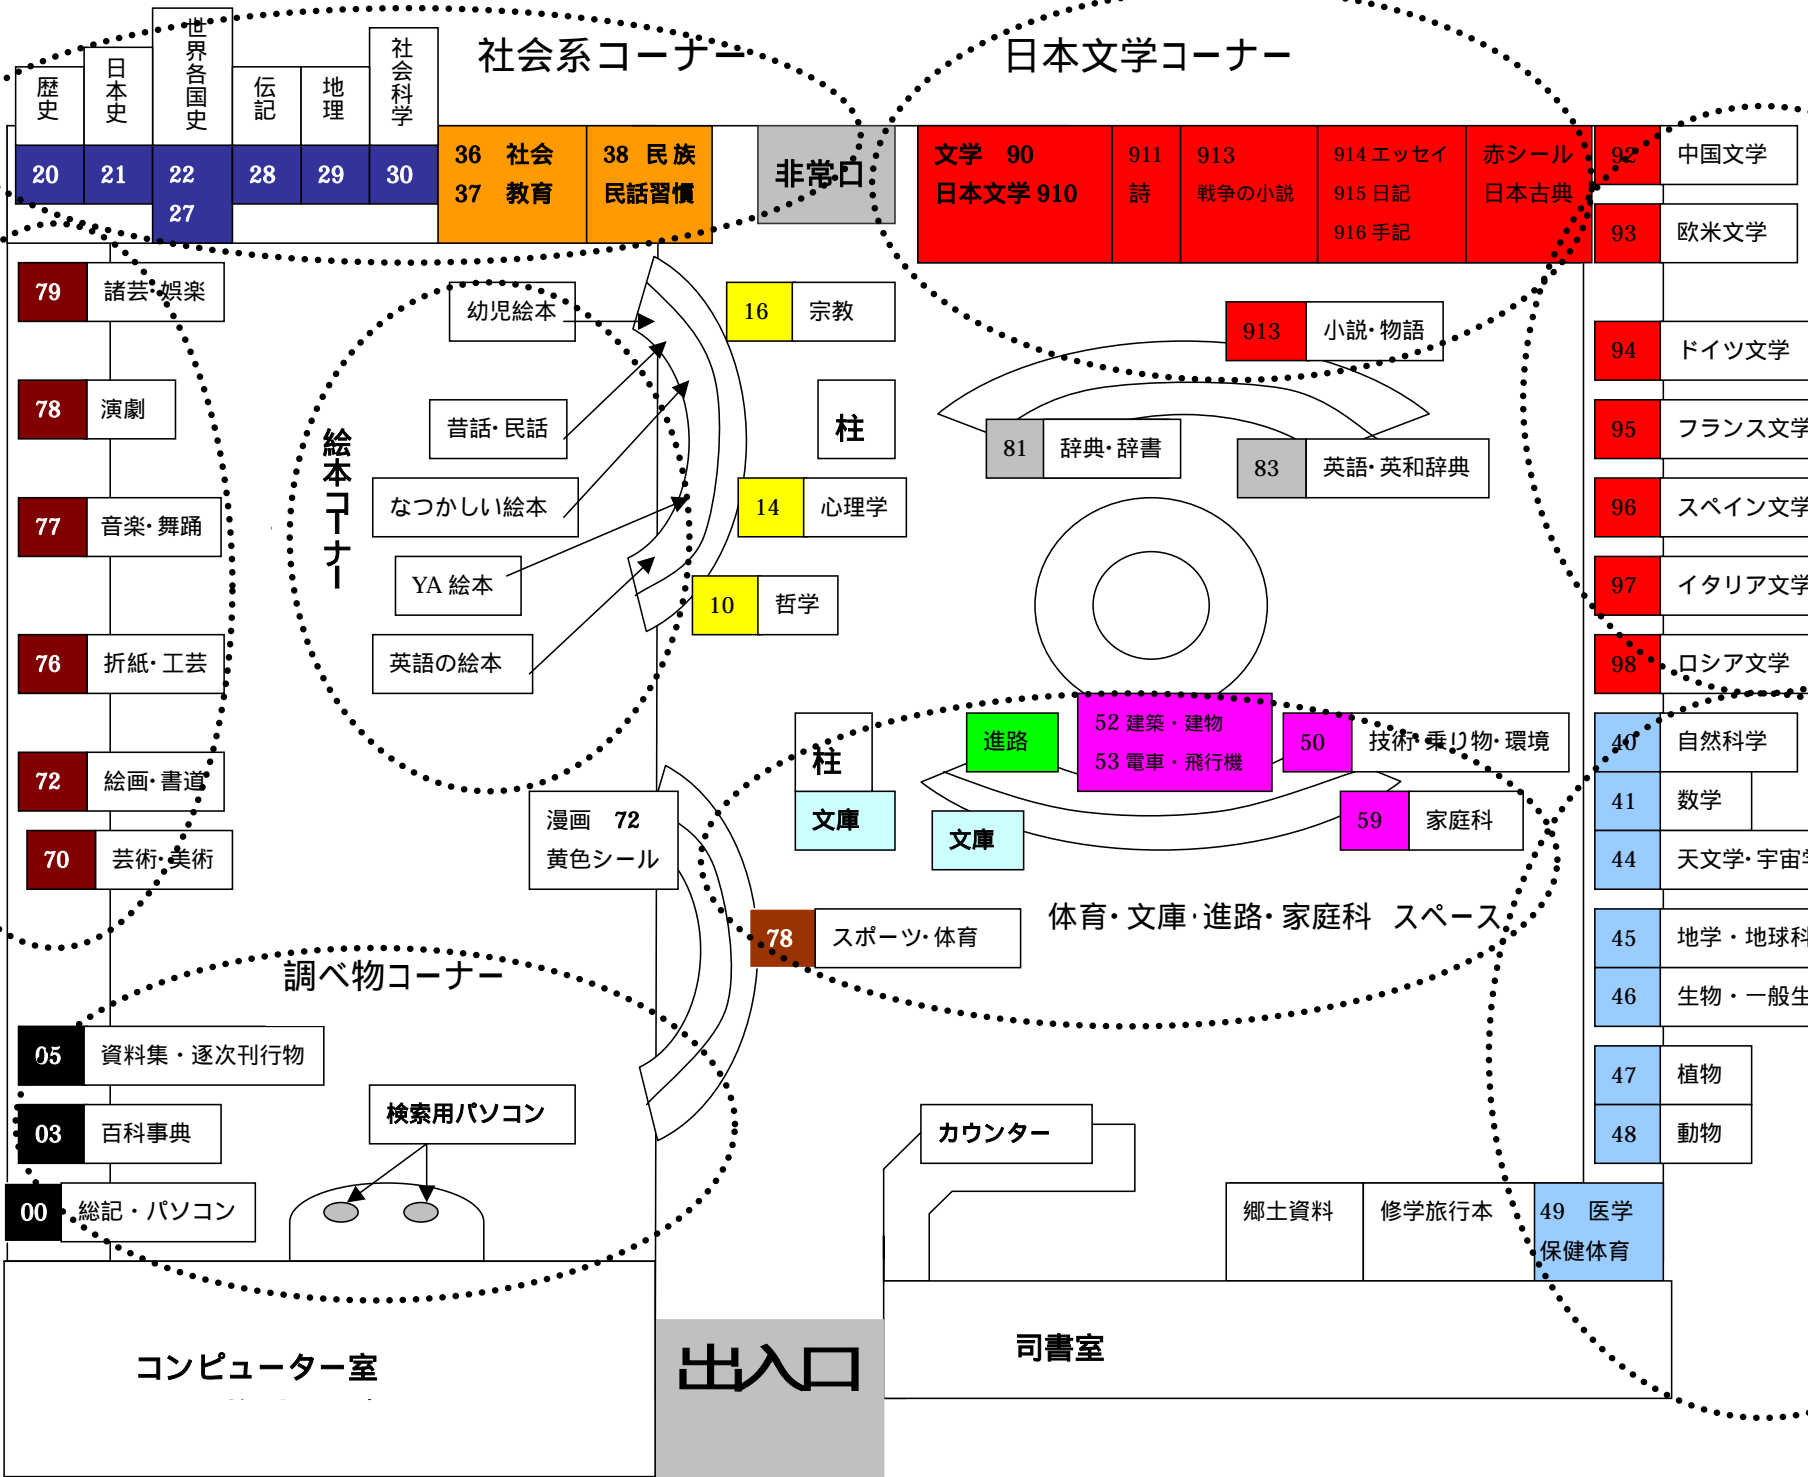 社会系コーナー
日本文学コーナー
歴史
日本史
世界各国史
伝記
地理
社会科学
20
21
22
27
28
29
30
36 社会
37 教育
38 民族
民話習慣
非常口
文学 90
日本文学 910
911
詩
913
戦争の小説
914 エッセイ
915 日記
916 手記
赤シール
日本古典
92 中国文学
93 欧米文学
94 ドイツ文学
95 フランス文学
96 スペイン文学
97 イタリア文学
98 ロシア文学
79 諸芸・娯楽
78 演劇
77 音楽・舞踊
76 折紙・工芸
72 絵画・書道
70 芸術・美術
絵本コーナー
幼児絵本
昔話・民話
なつかしい絵本
YA 絵本
英語の絵本
16 宗教
柱
14 心理学
10 哲学
913 小説・物語
81 辞典・辞書
83 英語・英和辞典
柱
文庫
文庫
進路
52 建築・建物
53 電車・飛行機
50 技術・乗り物・環境
59 家庭科
漫画 72
黄色シール
78 スポーツ・体育
体育・文庫・進路・家庭科 スペース
40 自然科学
41 数学
44 天文学・宇宙
45 地学・地球
46 生物・一般
47 植物
48 動物
49 医学
保健体育
調べ物コーナー
05 資料集・逐次刊行物
03 百科事典
00 総記・パソコン
検索用パソコン
カウンター
郷土資料
修学旅行本
コンピューター室
出入口
司書室